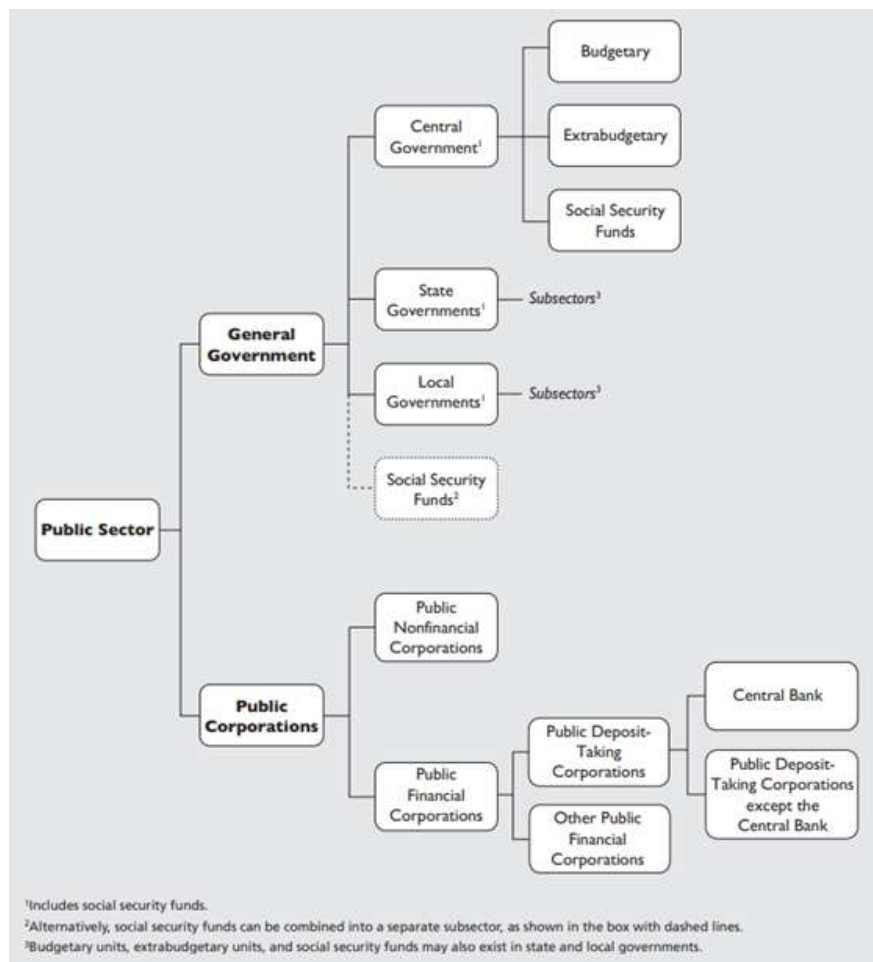 Budgetary
Central
Government¹
Extrabudgetary
Social Security
Funds
State
Governments¹
Subsectors³
General
Government
Local
Governments¹
Subsectors³
Social Security
Funds²
Public Sector
Public
Nonfinancial
Corporations
Public
Corporations
Public
Financial
Corporations
Public Deposit-
Taking
Corporations
Central Bank
Public Deposit-
Taking Corporations
except the
Central Bank
Other Public
Financial
Corporations
¹Includes social security funds.
²Alternatively, social security funds can be combined into a separate subsector, as shown in the box with dashed lines.
³Budgetary units, extrabudgetary units, and social security funds may also exist in state and local governments.